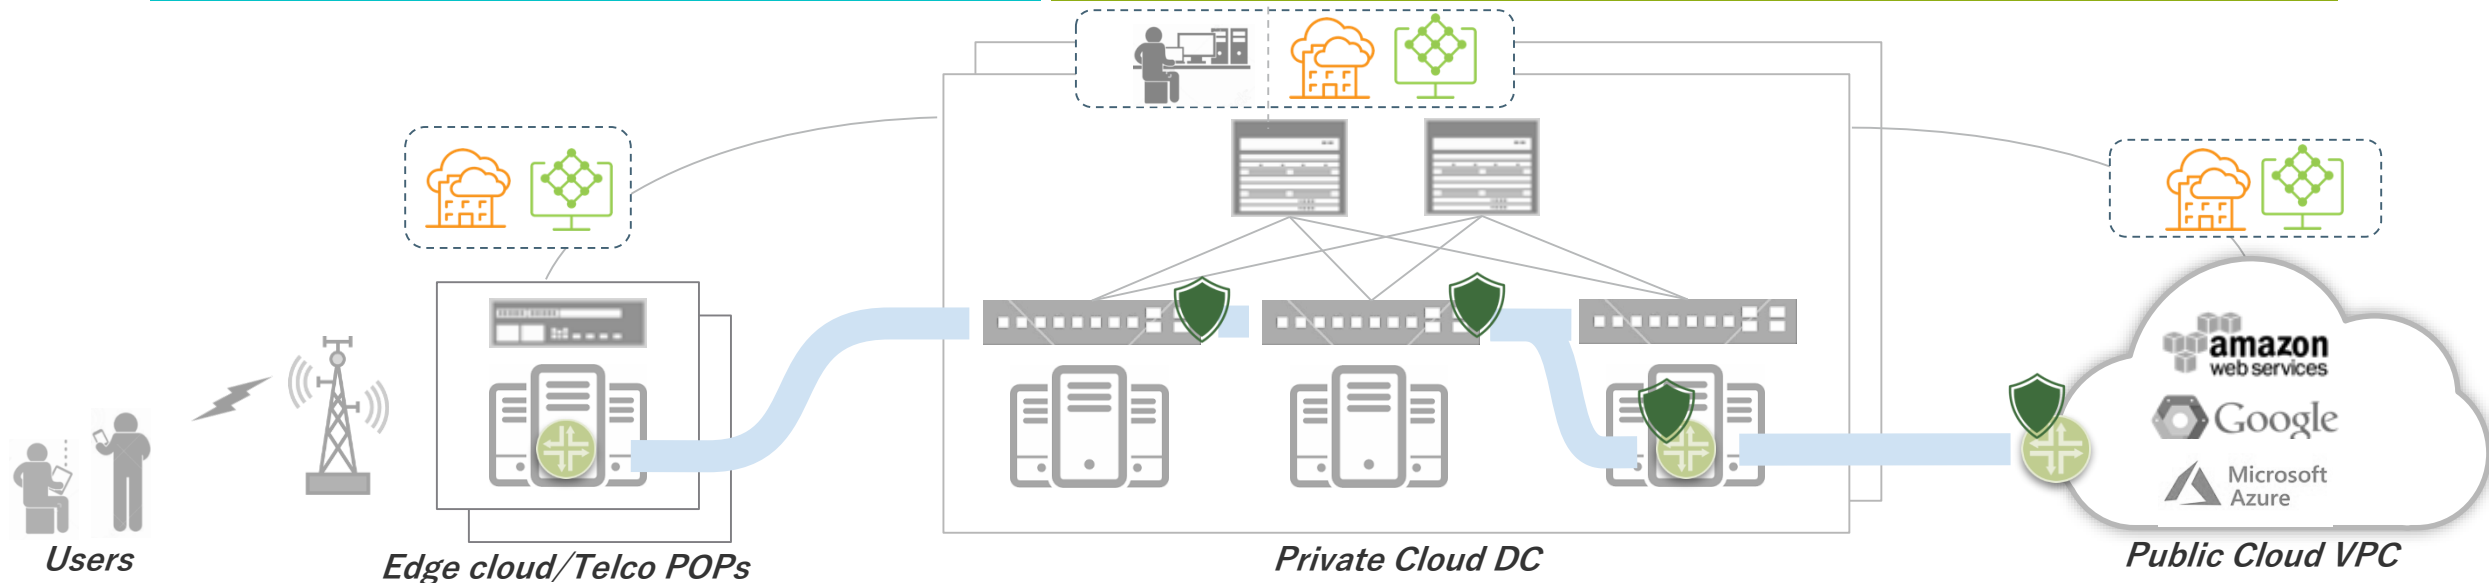 amazon
web services
Google
Microsoft
Azure
Users
Edge cloud/Telco POPs
Private Cloud DC
Public Cloud VPC